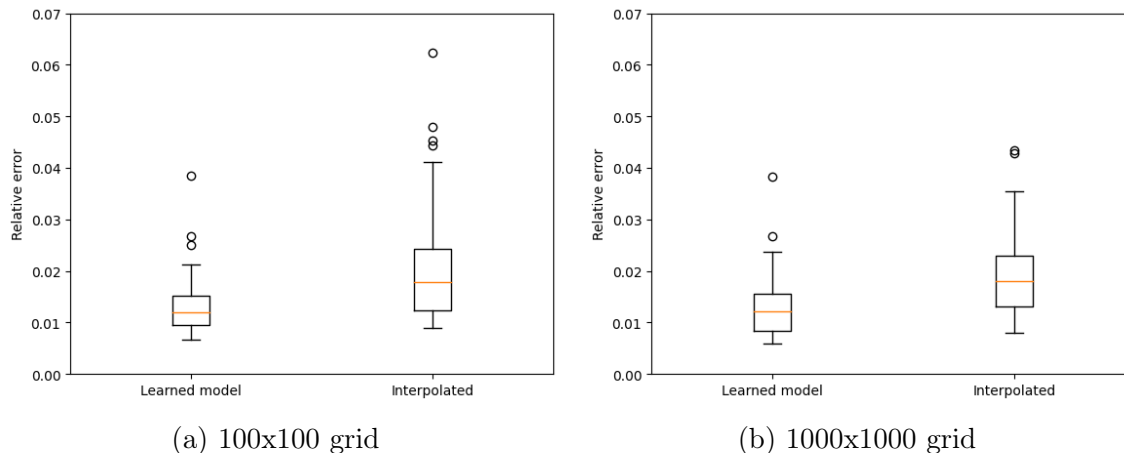 0.07
0.06
0.05
0.04
0.03
0.02
0.01
0.00
Relative error
Learned model
Interpolated
(a) 100x100 grid
0.07
0.06
0.05
0.04
0.03
0.02
0.01
0.00
Relative error
Learned model
Interpolated
(b) 1000x1000 grid